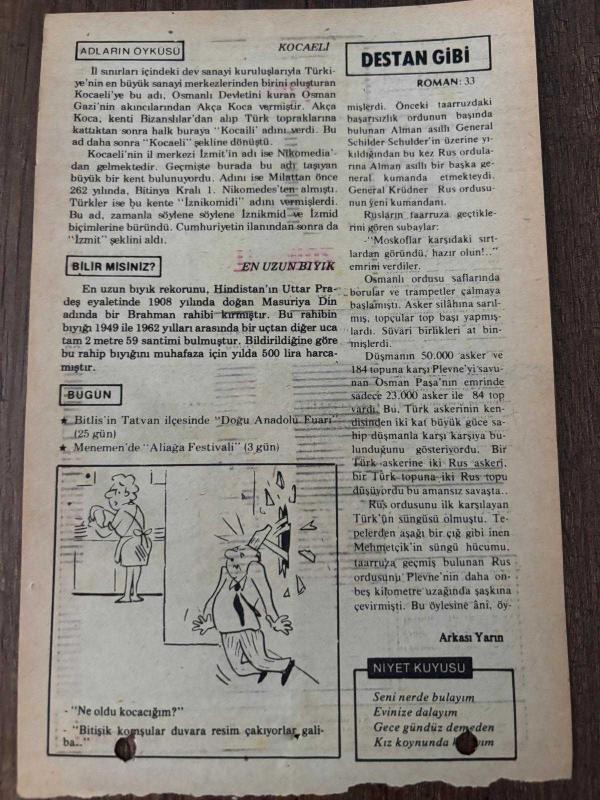 ADLARIN ÖYKÜSÜ
KOCAELİ
İl sınırları içindeki dev sanayi kuruluşlarıyla Türki-
ye'nin en büyük sanayi merkezlerinden birini oluşturan
Kocaeli'ye bu adı, Osmanlı Devletini kuran Osman
Gazi'nin akıncılarından Akça Koca vermiştir. Akça
Koca, kenti Bizanslılar'dan alıp Türk topraklarına
kattıktan sonra halk buraya "Kocaili" adını verdi. Bu
ad daha sonra "Kocaeli" şekline dönüştü.
Kocaeli'nin il merkezi İzmit'in adı ise Nikomedia'-
dan gelmektedir. Geçmişte burada bu adı taşıyan
büyük bir kent bulunuyordu. Adını ise Milattan önce
262 yılında, Bitinya Kralı 1. Nikomedes'ten almıştı.
Türkler ise bu kente "İznikomidi" adını vermişlerdi.
Bu ad, zamanla söylene söylene İznikmid ve İzmid
biçimlerine büründü. Cumhuriyetin ilanından sonra da
"İzmit" şeklini aldı.
BİLİR MİSİNİZ?
EN UZUN BIYIK
En uzun bıyık rekorunu, Hindistan'ın Uttar Pra-
deş eyaletinde 1908 yılında doğan Masuriya Din
adında bir Brahman rahibi kırmıştır. Bu rahibin
bıyığı 1949 ile 1962 yılları arasında bir uçtan diğer uca
tam 2 metre 59 santimi bulmuştur. Bildirildiğine göre
bu rahip bıyığını muhafaza için yılda 500 lira harca-
mıştır.
BUGÜN
★ Bitlis'in Tatvan ilçesinde "Doğu Anadolu Fuarı"
(25 gün)
★ Menemen'de "Aliağa Festivali" (3 gün)
- "Ne oldu kocacığım?"
- "Bitişik komşular duvara resim çakıyorlar gali-
ba.."
DESTAN GİBİ
ROMAN: 33
mişlerdi. Önceki taarruzdaki
başarısızlık ordunun başında
bulunan Alman asıllı General
Schilder Schulder'in üzerine yı-
kıldığından bu kez Rus ordula-
rına Alman asıllı bir başka ge-
neral kumanda etmekteydi.
General Krüdner Rus ordusu-
nun yeni kumandanı.
Rusların taarruza geçtikle-
rini gören subaylar:
-"Moskoflar karşıdaki sırt-
lardan göründü, hazır olun!.."
emrini verdiler.
Osmanlı ordusu saflarında
borular ve trampetler çalmaya
başlamıştı. Asker silâhına sarıl-
mış, topçular top başı yapmış-
lardı. Süvari birlikleri at bin-
mişlerdi.
Düşmanın 50.000 asker ve
184 topuna karşı Plevne'yi savu-
nan Osman Paşa'nın emrinde
sadece 23.000 asker ile 84 top
vardı. Bu, Türk askerinin ken-
disinden iki kat büyük güce sa-
hip düşmanla karşı karşıya bu-
lunduğunu gösteriyordu. Bir
Türk askerine iki Rus askeri,
bir Türk topuna iki Rus topu
düşüyordu bu amansız savaşta..
Rus ordusunu ilk karşılayan
Türk'ün süngüsü olmuştu. Te-
pelerden aşağı bir çığ gibi inen
Mehmetçik'in süngü hücumu,
taarruza geçmiş bulunan Rus
ordusunu Plevne'nin daha on-
beş kilometre uzağında şaşkına
çevirmişti. Bu öylesine âni, öy-
Arkası Yarın
NİYET KUYUSU
Seni nerde bulayım
Evinize dalayım
Gece gündüz demeden
Kız koynunda